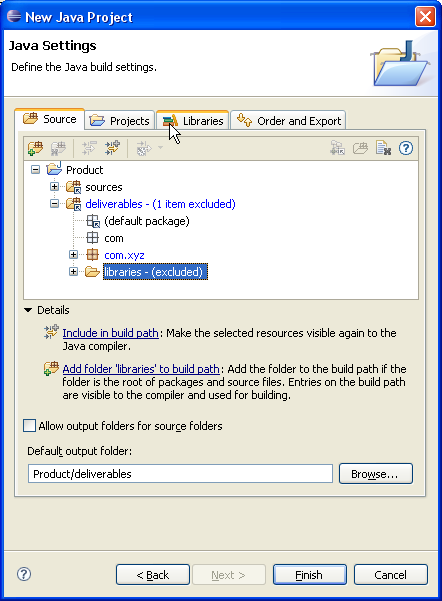 New Java Project
Java Settings
Define the Java build settings.
Source
Projects
Libraries
Order and Export
Product
sources
deliverables - (1 item excluded)
(default package)
com
com.xyz
libraries - (excluded)
Details
Include in build path: Make the selected resources visible again to the
Java compiler.
Add folder 'libraries' to build path: Add the folder to the build path if the
folder is the root of packages and source files. Entries on the build path
are visible to the compiler and used for building.
Allow output folders for source folders
Default output folder:
Product/deliverables
Browse...
< Back
Next >
Finish
Cancel